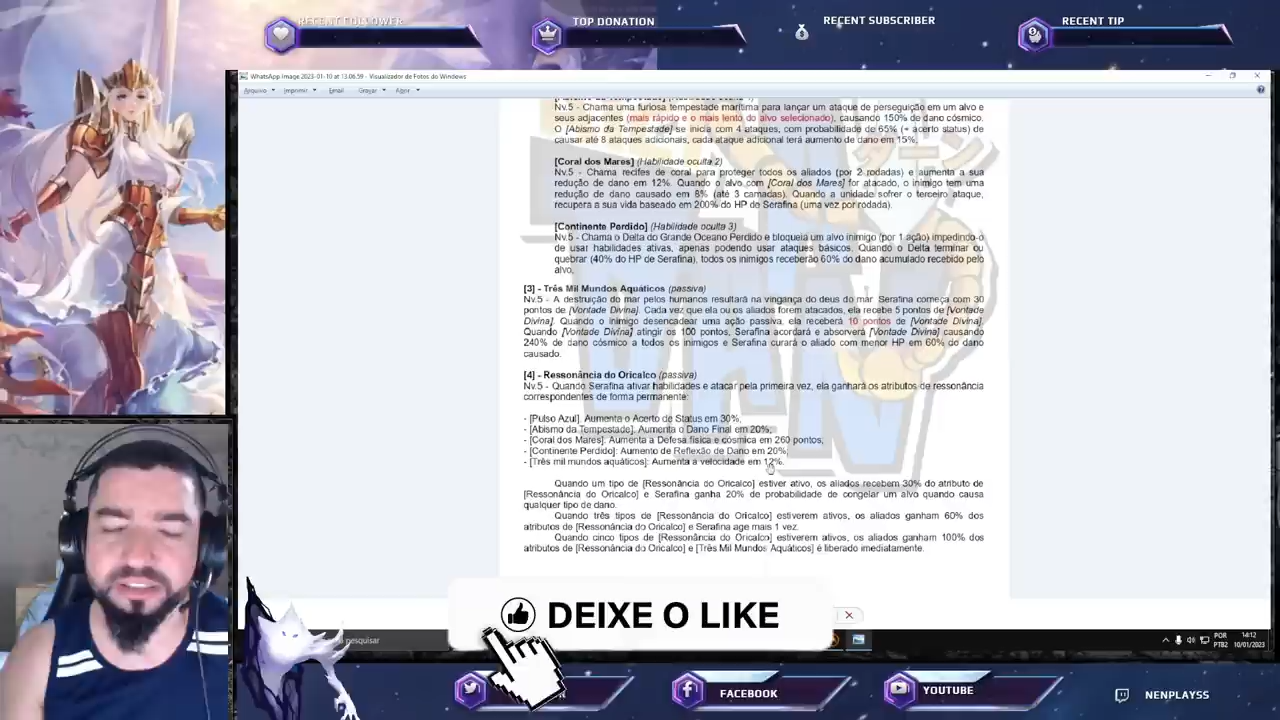 RECENT FOLLOWER
TOP DONATION
RECENT SUBSCRIBER
RECENT TIP
WhatsApp Image 2023-01-10 at 13.06.59 - Visualizador de Fotos do Windows
Arquivo Imprimir Email Gravar Abrir
Nv.5 - Chama uma furiosa tempestade marítima para lançar um ataque de perseguição em um alvo e
seus adjacentes (mais rápido e o mais lento do alvo selecionado), causando 150% de dano cósmico.
O [Abismo da Tempestade] se inicia com 4 ataques, com probabilidade de 65% (+ acerto status) de
causar até 8 ataques adicionais, cada ataque adicional terá aumento de dano em 15%.
[Coral dos Mares] (Habilidade oculta 2)
Nv.5 - Chama recifes de coral para proteger todos os aliados (por 2 rodadas) e aumenta a sua
redução de dano em 12%. Quando o alvo com [Coral dos Mares] for atacado, o inimigo tem uma
redução de dano causado em 8% (até 3 camadas). Quando a unidade sofrer o terceiro ataque,
recupera a sua vida baseado em 200% do HP de Serafina (uma vez por rodada).
[Continente Perdido] (Habilidade oculta 3)
Nv.5 - Chama o Delta do Grande Oceano Perdido e bloqueia um alvo inimigo (por 1 ação) impedindo-o
de usar habilidades ativas, apenas podendo usar ataques básicos. Quando o Delta terminar ou
quebrar (40% do HP de Serafina), todos os inimigos receberão 60% do dano acumulado recebido pelo
alvo.
[3] - Três Mil Mundos Aquáticos (passiva)
Nv.5 - A destruição do mar pelos humanos resultará na vingança do deus do mar. Serafina começa com 30
pontos de [Vontade Divina]. Cada vez que ela ou os aliados forem atacados, ela recebe 5 pontos de [Vontade
Divina]. Quando o inimigo desencadear uma ação passiva, ela receberá 10 pontos de [Vontade Divina].
Quando [Vontade Divina] atingir os 100 pontos, Serafina acordará e absorverá [Vontade Divina] causando
240% de dano cósmico a todos os inimigos e Serafina curará o aliado com menor HP em 60% do dano
causado.
[4] - Ressonância do Oricalco (passiva)
Nv.5 - Quando Serafina ativar habilidades e atacar pela primeira vez, ela ganhará os atributos de ressonância
correspondentes de forma permanente:
- [Pulso Azul]: Aumenta o Acerto de Status em 30%,
- [Abismo da Tempestade]: Aumenta o Dano Final em 20%;
- [Coral dos Mares]: Aumenta a Defesa física e cósmica em 260 pontos;
- [Continente Perdido]: Aumento de Reflexão de Dano em 20%;
- [Três mil mundos aquáticos]: Aumenta a velocidade em 12%.
Quando um tipo de [Ressonância do Oricalco] estiver ativo, os aliados recebem 30% do atributo de
[Ressonância do Oricalco] e Serafina ganha 20% de probabilidade de congelar um alvo quando causa
qualquer tipo de dano.
Quando três tipos de [Ressonância do Oricalco] estiverem ativos, os aliados ganham 60% dos
atributos de [Ressonância do Oricalco] e Serafina age mais 1 vez.
Quando cinco tipos de [Ressonância do Oricalco] estiverem ativos, os aliados ganham 100% dos
atributos de [Ressonância do Oricalco] e [Três Mil Mundos Aquáticos] é liberado imediatamente.
DEIXE O LIKE
pesquisar
POR
PTB2
14:12
10/01/2023
FACEBOOK
YOUTUBE
NENPLAYSS